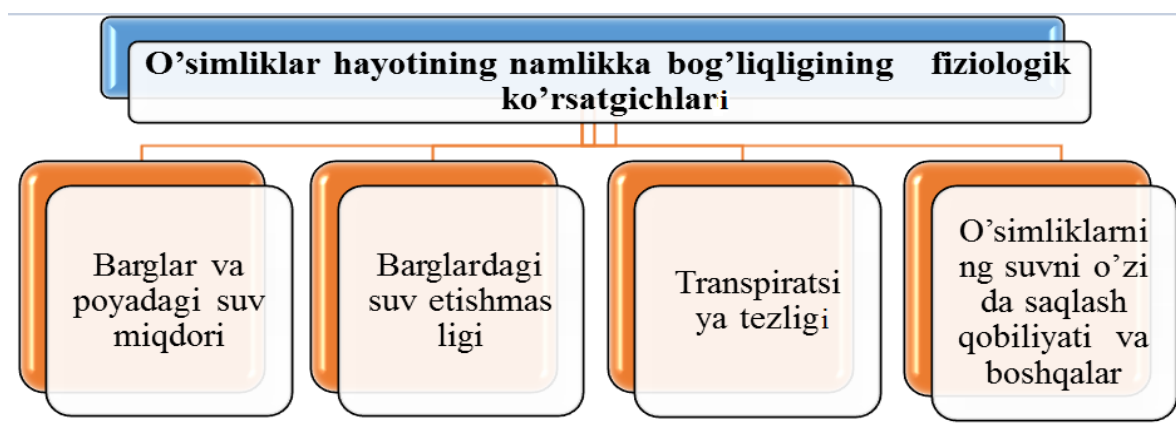 O’simliklar hayotining namlikka bog’liqligining fiziologik
ko’rsatgichlari
Barglar va
poyadagi suv
miqdori
Barglardagi
suv etishmas
ligi
Transpiratsi
ya tezligi
O’simliklarni
ng suvni o’zi
da saqlash
qobiliyati va
boshqalar